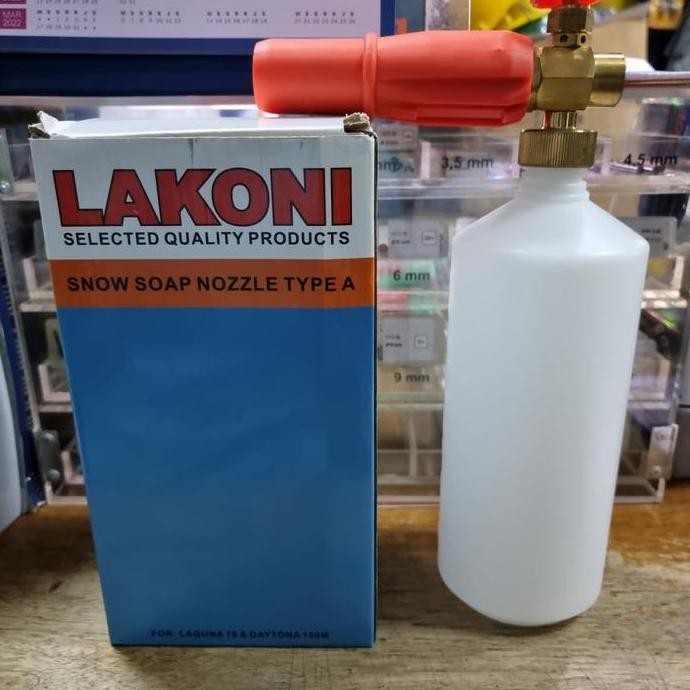 MAR
2022
LAKONI
SELECTED QUALITY PRODUCTS
SNOW SOAP NOZZLE TYPE A
3,5 mm
4,5 mm
6 mm
9 mm
FOR: LAGUNA 70 & DAYTONA